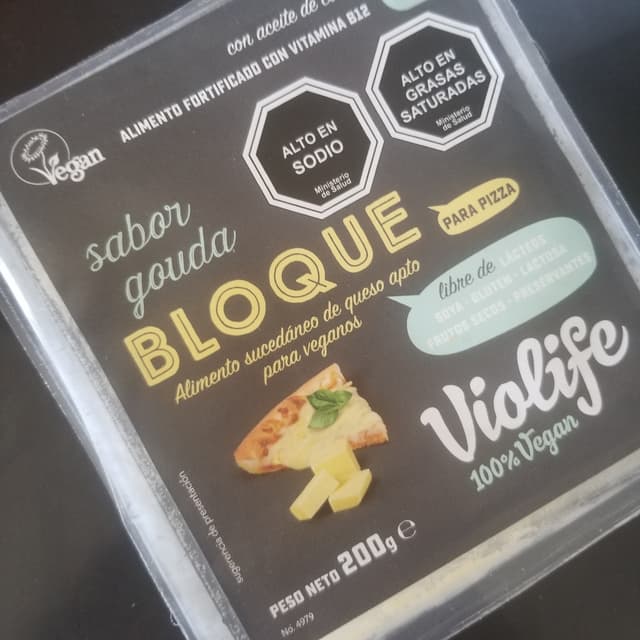 con aceite de co
ALIMENTO FORTIFICADO CON VITAMINA B12
Vegan
ALTO EN
SODIO
Ministerio
de Salud
ALTO EN
GRASAS
SATURADAS
Ministerio
de Salud
sabor
gouda
BLOQUE
PARA PIZZA
Alimento sucedáneo de queso apto
para veganos
libre de LÁCTEOS
SOYA · GLUTEN · LACTOSA
FRUTOS SECOS · PRESERVANTES
Violife
100% Vegan
sugerencia de presentación
PESO NETO 200g e
No. 4979